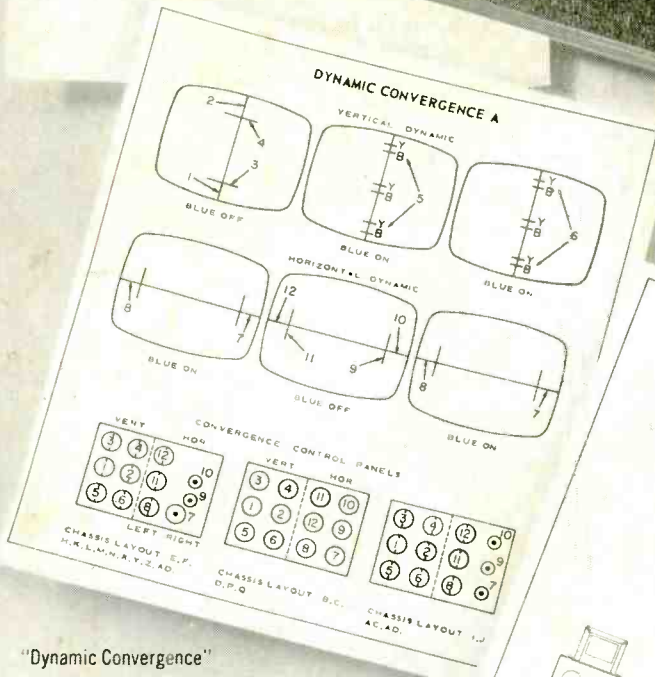 DYNAMIC CONVERGENCE A
VERTICAL DYNAMIC
2
4
3
1
BLUE OFF
Y
B
Y
B
Y
B
5
BLUE ON
Y
B
Y
B
Y
B
6
BLUE ON
HORIZONTAL DYNAMIC
8
7
BLUE ON
12
11
10
9
BLUE OFF
8
7
BLUE ON
CONVERGENCE CONTROL PANELS
VERT HOR
3 4 12 10
1 2 11 9
5 6 8 7
LEFT RIGHT
CHASSIS LAYOUT E,F,
H,K,L,M,N,R,Y,Z,AD
VERT HOR
3 4 11 10
1 2 12 9
5 6 8 7
CHASSIS LAYOUT B,C,
D,P,Q
3 4 12 10
1 2 11 9
5 6 8 7
CHASSIS LAYOUT I,J
AC,AD.
"Dynamic Convergence"